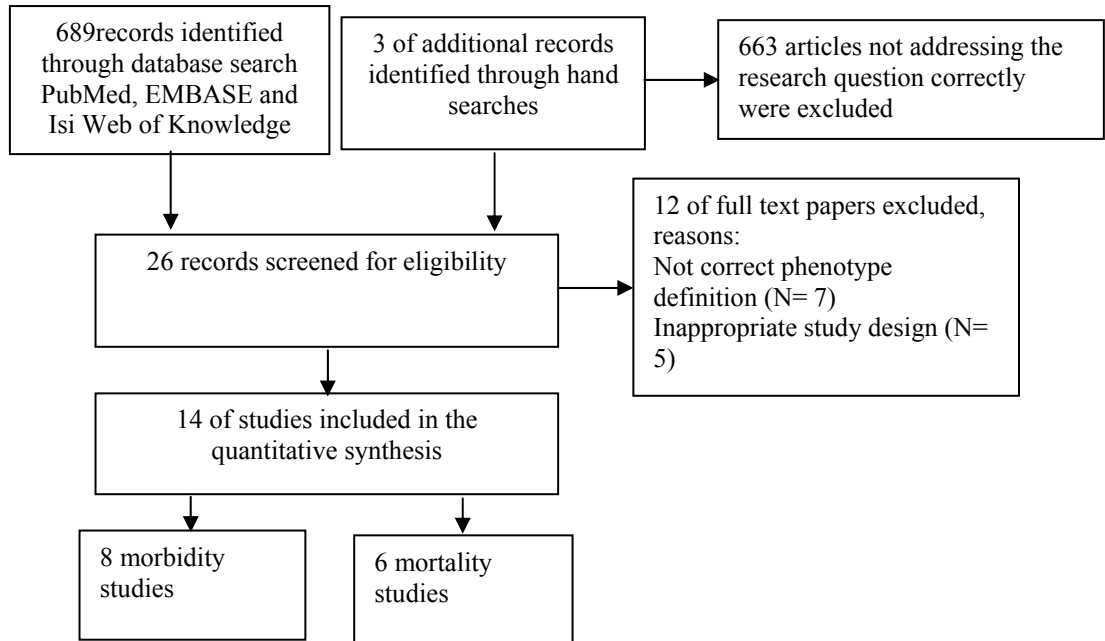 689records identified
through database search
PubMed, EMBASE and
Isi Web of Knowledge
3 of additional records
identified through hand
searches
663 articles not addressing the
research question correctly
were excluded
26 records screened for eligibility
12 of full text papers excluded,
reasons:
Not correct phenotype
definition (N= 7)
Inappropriate study design (N=
5)
14 of studies included in the
quantitative synthesis
8 morbidity
studies
6 mortality
studies